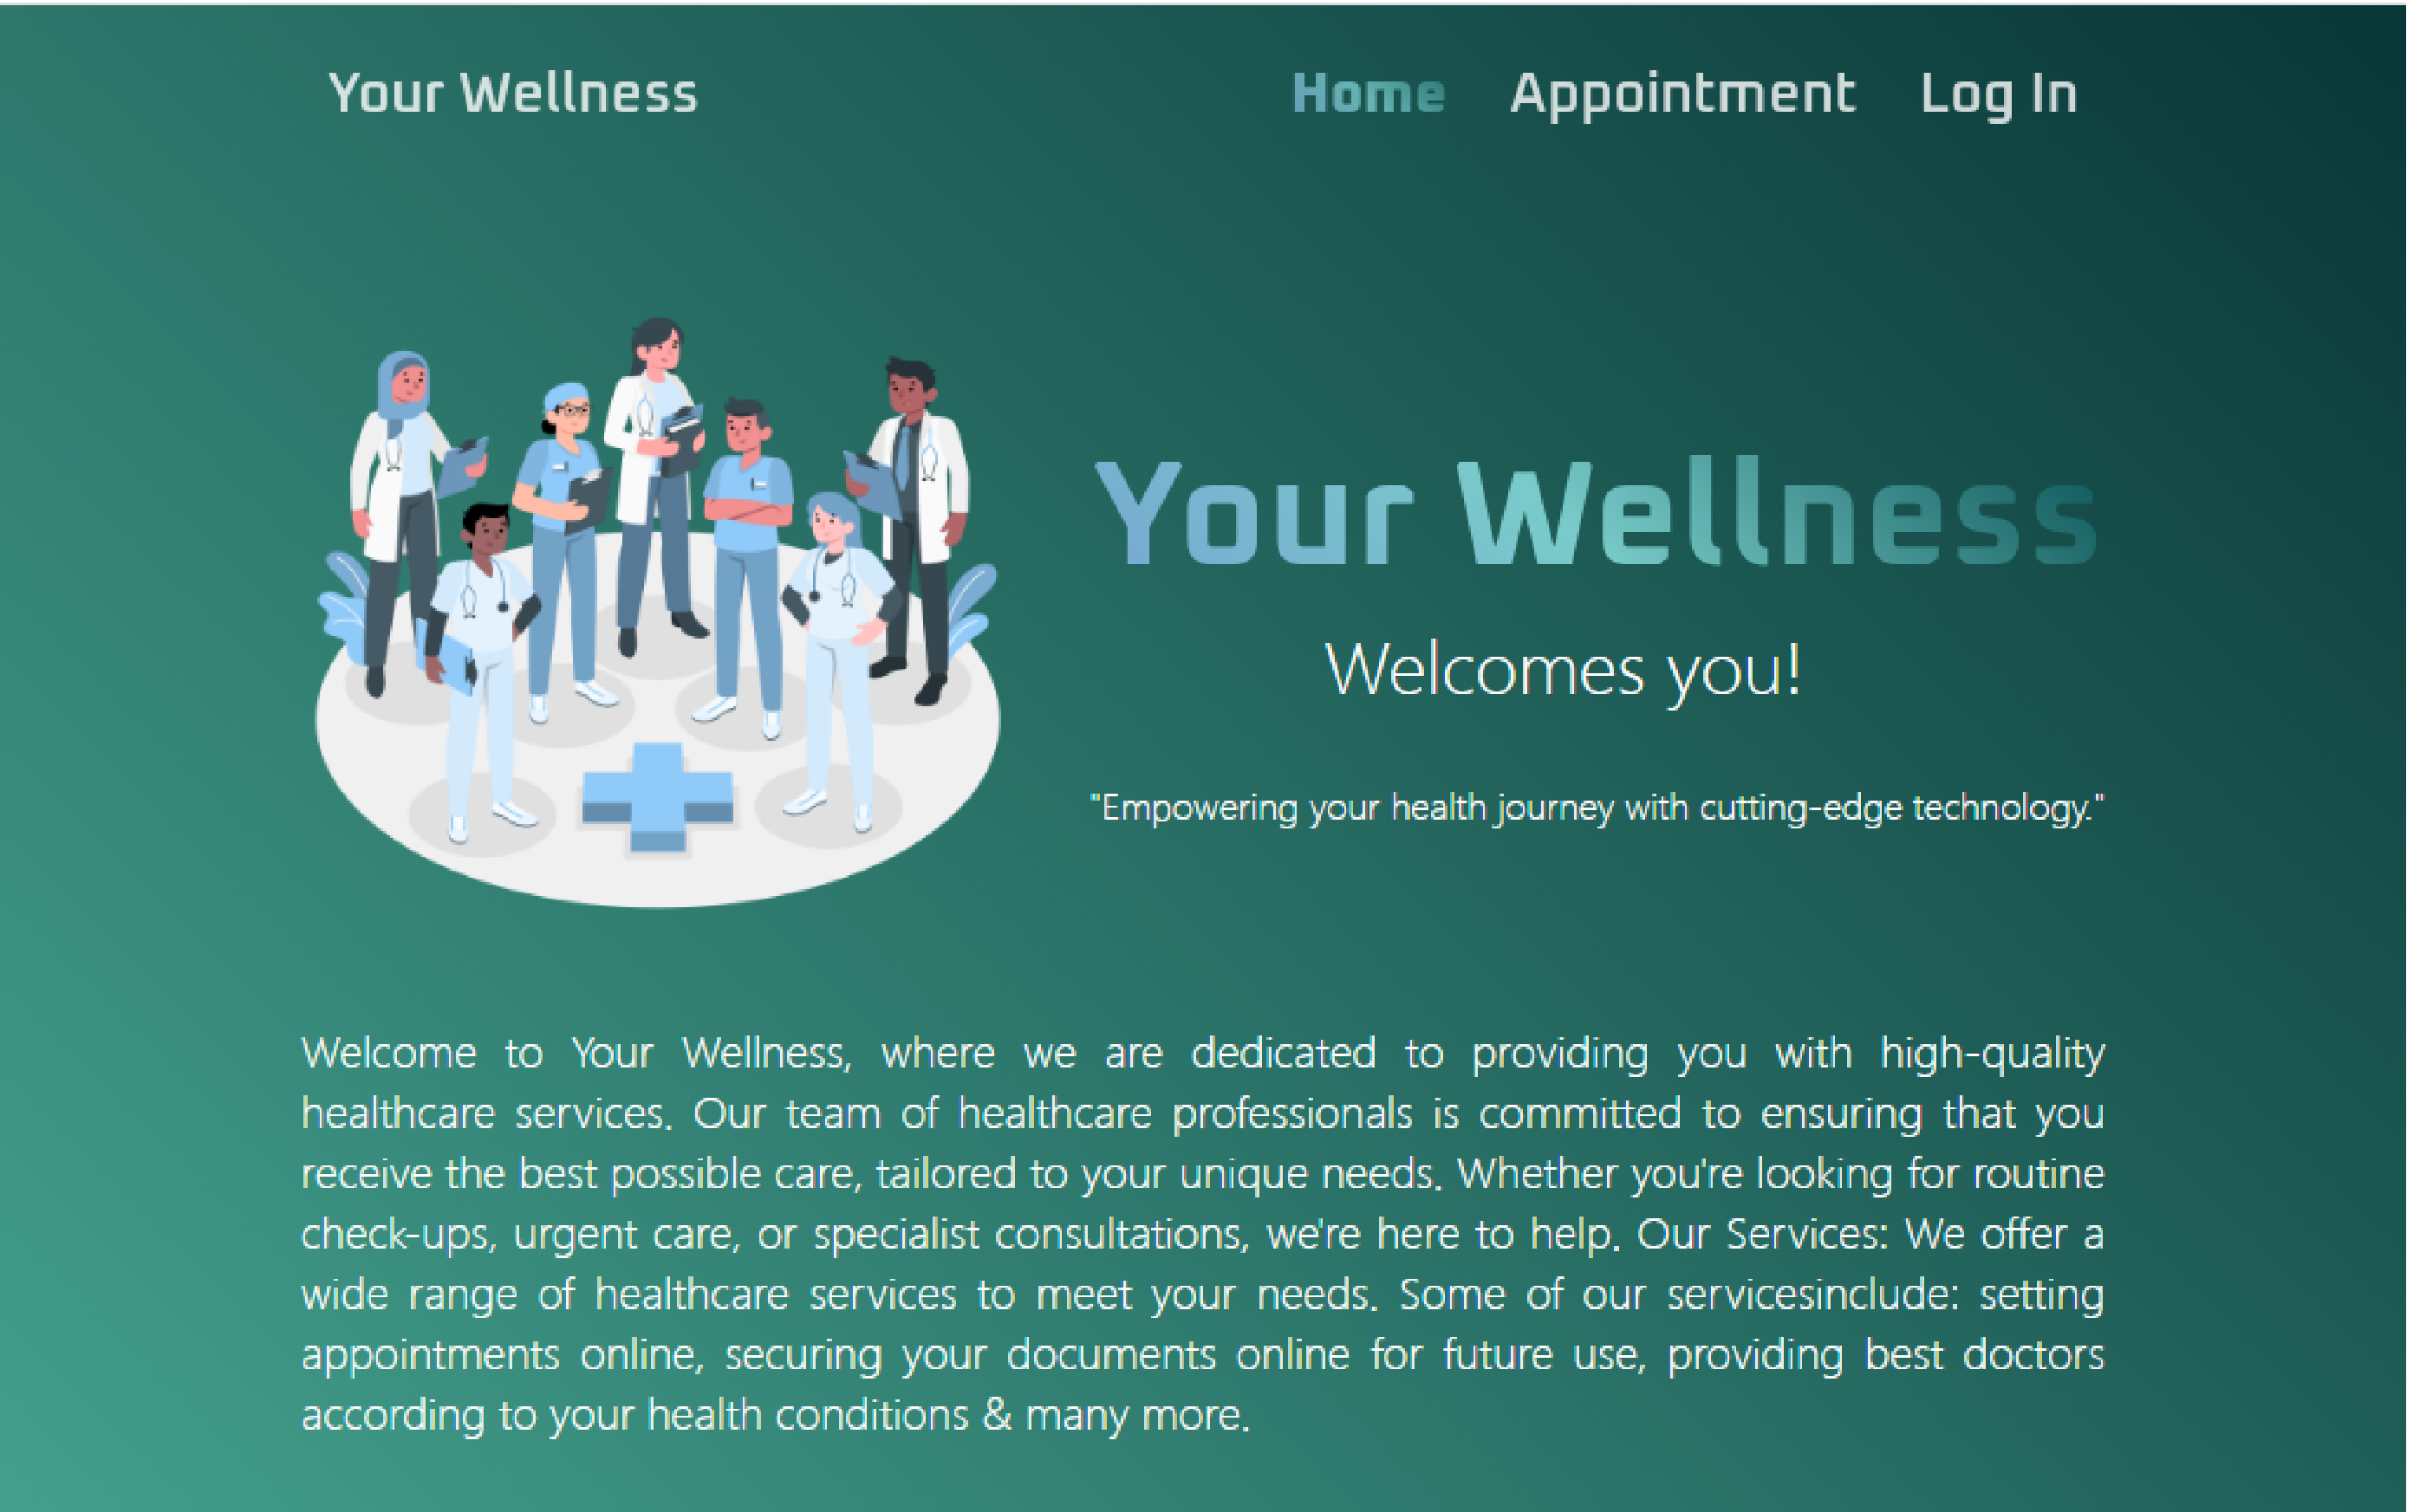 Your Wellness
Home Appointment Log In
Your Wellness
Welcomes you!
"Empowering your health journey with cutting-edge technology."
Welcome to Your Wellness, where we are dedicated to providing you with high-quality
healthcare services. Our team of healthcare professionals is committed to ensuring that you
receive the best possible care, tailored to your unique needs. Whether you're looking for routine
check-ups, urgent care, or specialist consultations, we're here to help. Our Services: We offer a
wide range of healthcare services to meet your needs. Some of our servicesinclude: setting
appointments online, securing your documents online for future use, providing best doctors
according to your health conditions & many more.